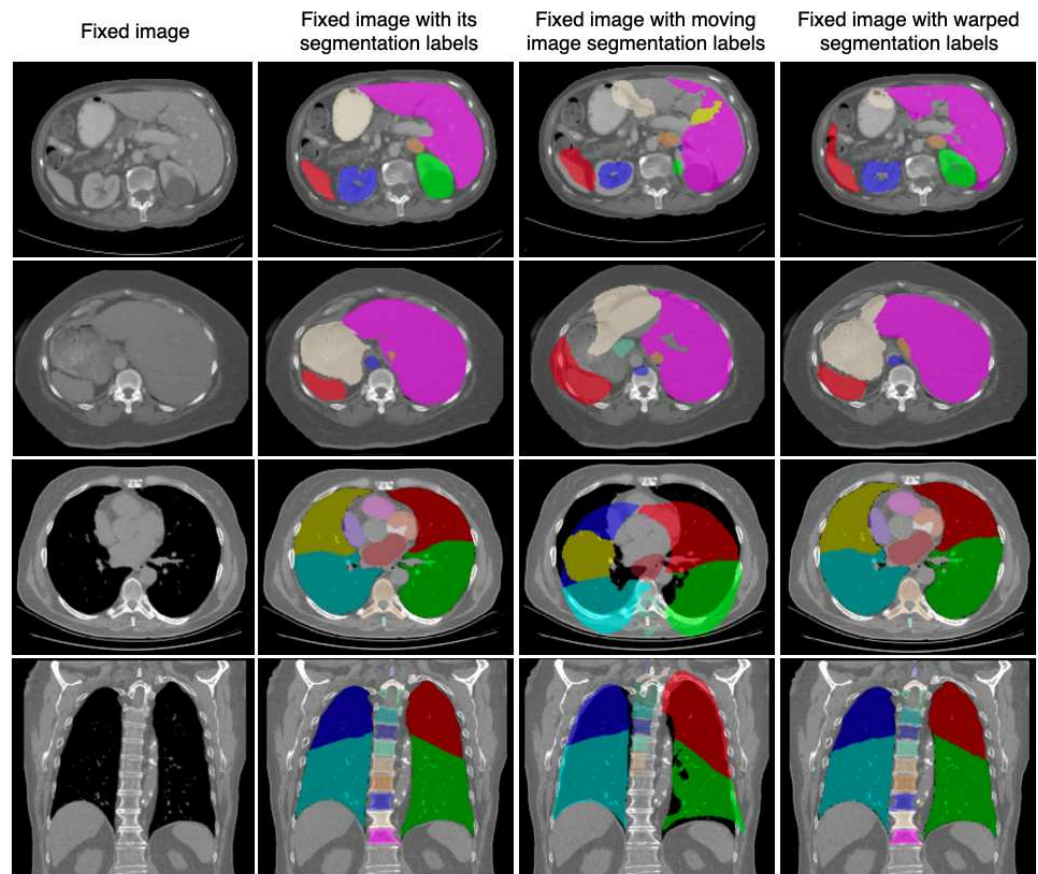 Fixed image
Fixed image with its
segmentation labels
Fixed image with moving
image segmentation labels
Fixed image with warped
segmentation labels